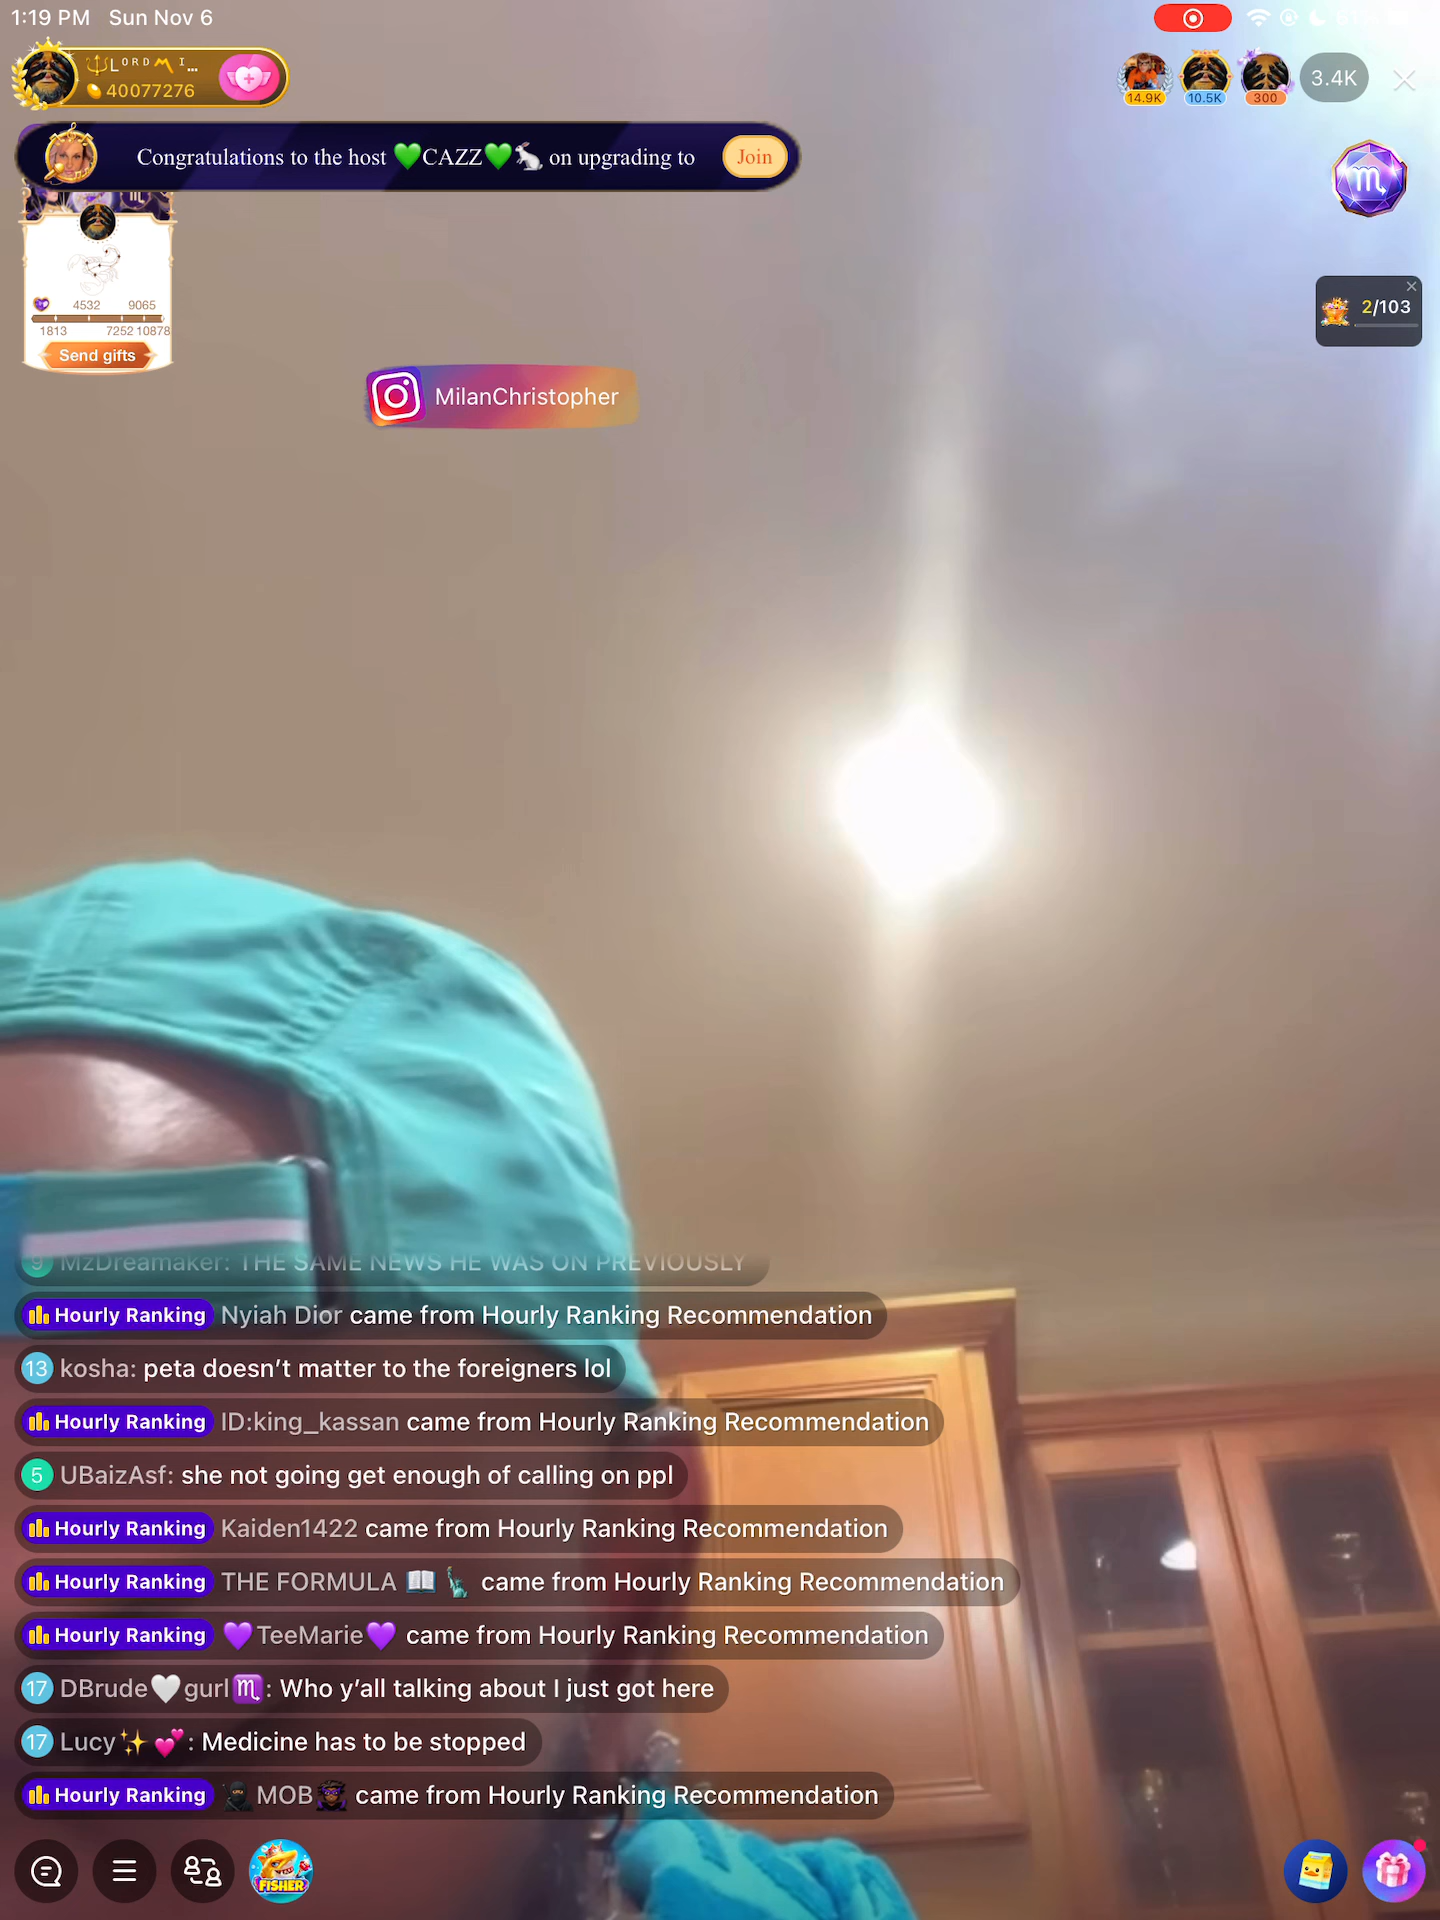 1:19 PM Sun Nov 6
🔱ᴸᴼᴿᴰ〽️ I...
40077276
14.9K
10.5K
300
3.4K
Congratulations to the host 💚CAZZ💚🐇 on upgrading to
Join
4532 9065
1813 7252 10878
Send gifts
2/103
MilanChristopher
9 MzDreamaker: THE SAME NEWS HE WAS ON PREVIOUSLY
Hourly Ranking Nyiah Dior came from Hourly Ranking Recommendation
13 kosha: peta doesn’t matter to the foreigners lol
Hourly Ranking ID:king_kassan came from Hourly Ranking Recommendation
5 UBaizAsf: she not going get enough of calling on ppl
Hourly Ranking Kaiden1422 came from Hourly Ranking Recommendation
Hourly Ranking THE FORMULA 📖🗽 came from Hourly Ranking Recommendation
Hourly Ranking 💜TeeMarie💜 came from Hourly Ranking Recommendation
17 DBrude🤍gurl♏: Who y’all talking about I just got here
17 Lucy✨💕: Medicine has to be stopped
Hourly Ranking 🥷🏿MOB🦹🏿 came from Hourly Ranking Recommendation
FISHER